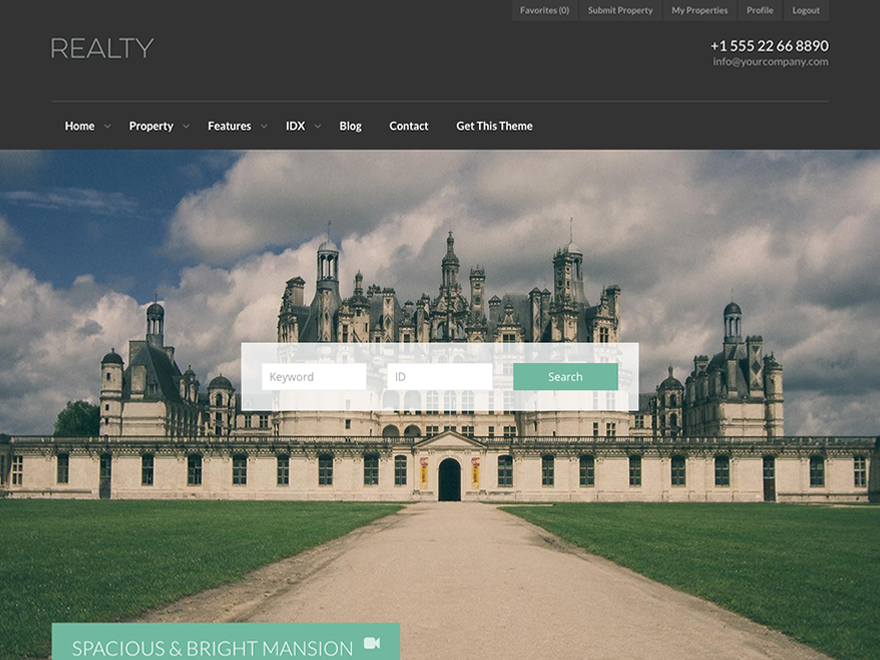 Favorites (0) Submit Property My Properties Profile Logout
REALTY
+1 555 22 66 8890
info@yourcompany.com
Home Property Features IDX Blog Contact Get This Theme
Keyword ID Search
SPACIOUS & BRIGHT MANSION